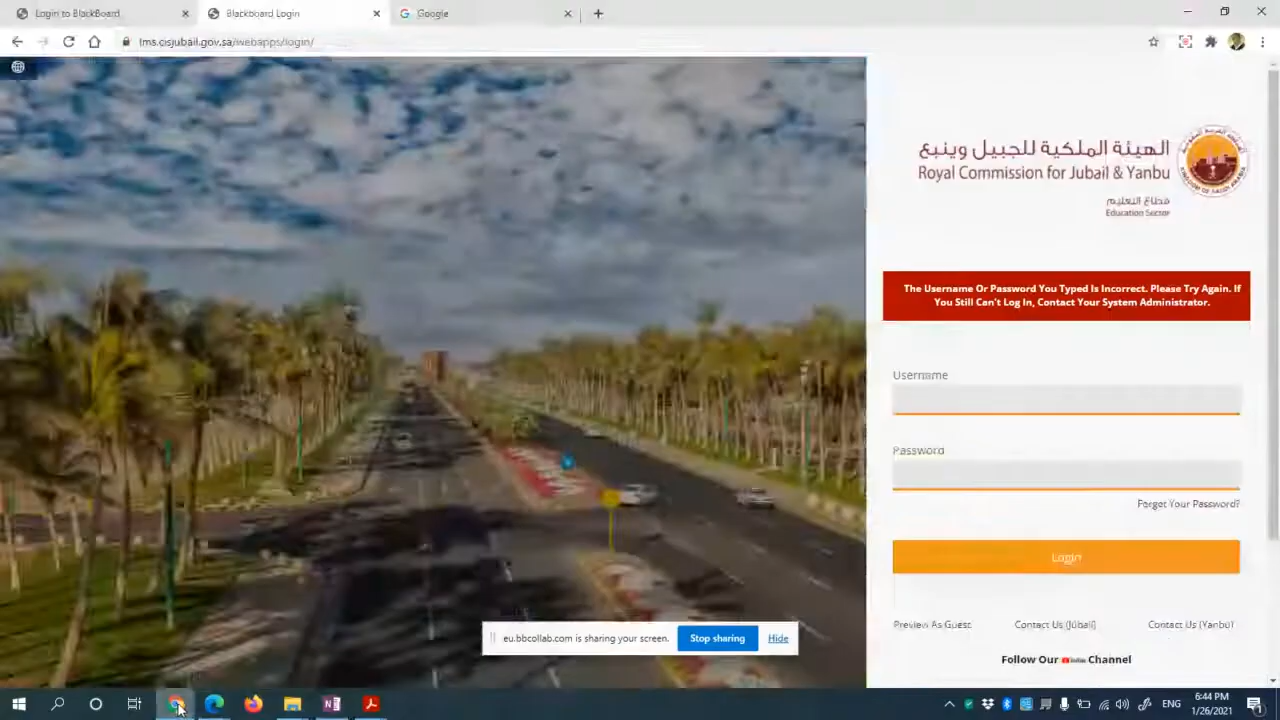 Login to BlackBoard
Blackboard Login
Google
lms.cisjubail.gov.sa/webapps/login/
الهيئة الملكية للجبيل وينبع
Royal Commission for Jubail & Yanbu
قطاع التعليم
Education Sector
The Username Or Password You Typed Is Incorrect. Please Try Again. If
You Still Can't Log In, Contact Your System Administrator.
Username
Password
Forget Your Password?
Login
eu.bbcollab.com is sharing your screen.
Stop sharing
Hide
Preview As Guest
Contact Us (Jubail)
Contact Us (Yanbu)
Follow Our YouTube Channel
ENG
6:44 PM
1/26/2021